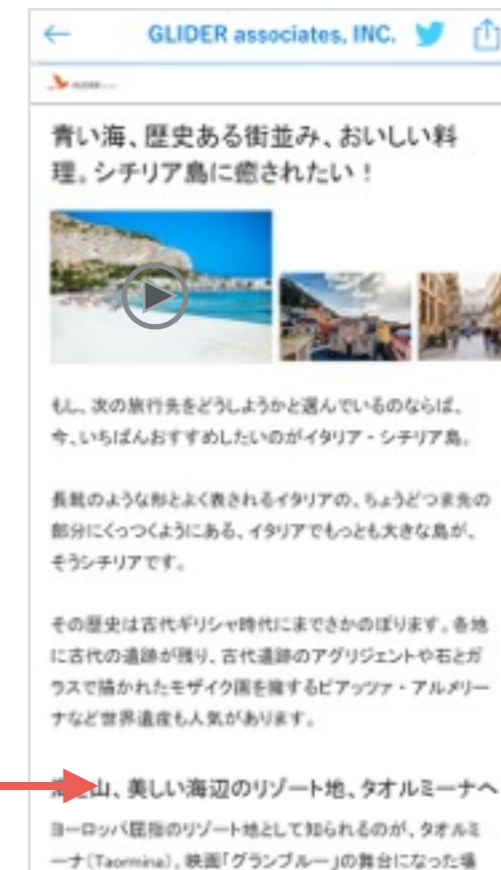 GLIDER associates, INC.
GLIDER
青い海、歴史ある街並み、おいしい料
理。シチリア島に癒されたい！
もし、次の旅行先をどうしようかと選んでいるのならば、
今、いちばんおすすめしたいのがイタリア・シチリア島。
長靴のような形とよく表されるイタリアの、ちょうどつま先の
部分にくっつくようにある、イタリアでもっとも大きな島が、
そうシチリアです。
その歴史は古代ギリシャ時代にまでさかのぼります。各地
に古代の遺跡が残り、古代遺跡のアグリジェントや石とガ
ラスで描かれたモザイク画を擁するピアッツァ・アルメリー
ナなど世界遺産も人気があります。
山、美しい海辺のリゾート地、タオルミーナへ
ヨーロッパ屈指のリゾート地として知られるのが、タオルミ
ーナ（Taormina）。映画「グランブルー」の舞台になった場